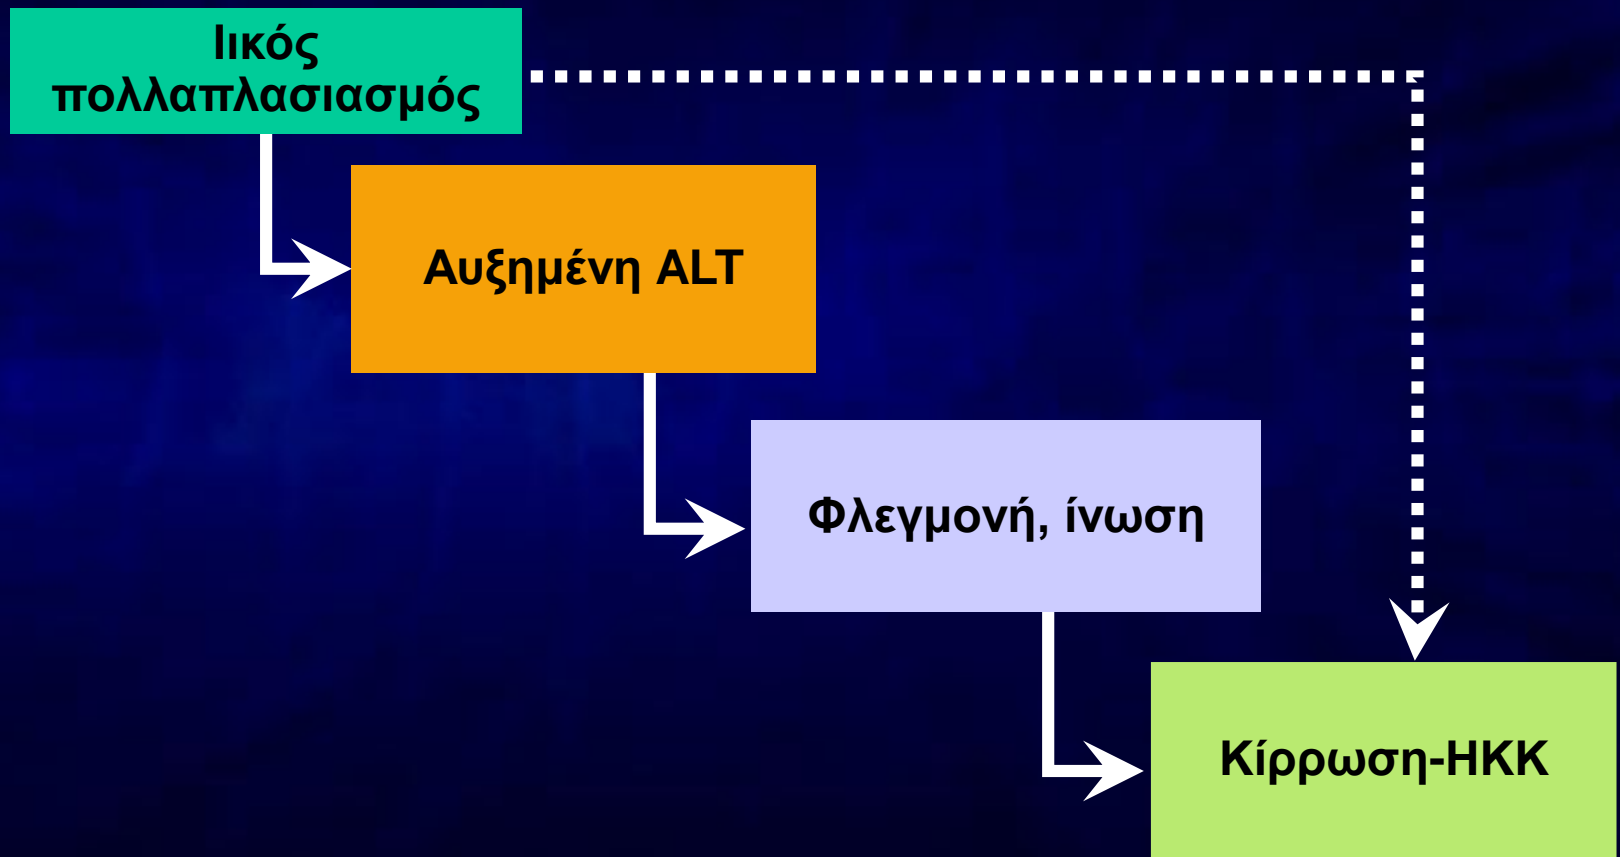 Ιικός
πολλαπλασιασμός
Αυξημένη ALT
Φλεγμονή, ίνωση
Κίρρωση-ΗΚΚ